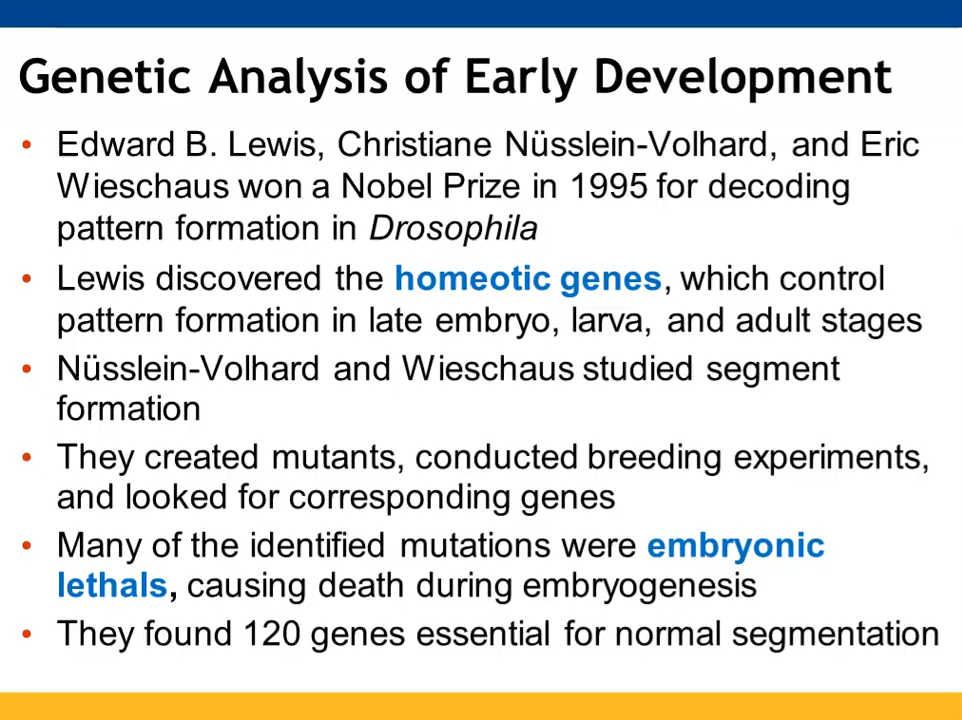 Genetic Analysis of Early Development
• Edward B. Lewis, Christiane Nüsslein-Volhard, and Eric
Wieschaus won a Nobel Prize in 1995 for decoding
pattern formation in Drosophila
• Lewis discovered the homeotic genes, which control
pattern formation in late embryo, larva, and adult stages
• Nüsslein-Volhard and Wieschaus studied segment
formation
• They created mutants, conducted breeding experiments,
and looked for corresponding genes
• Many of the identified mutations were embryonic
lethals, causing death during embryogenesis
• They found 120 genes essential for normal segmentation